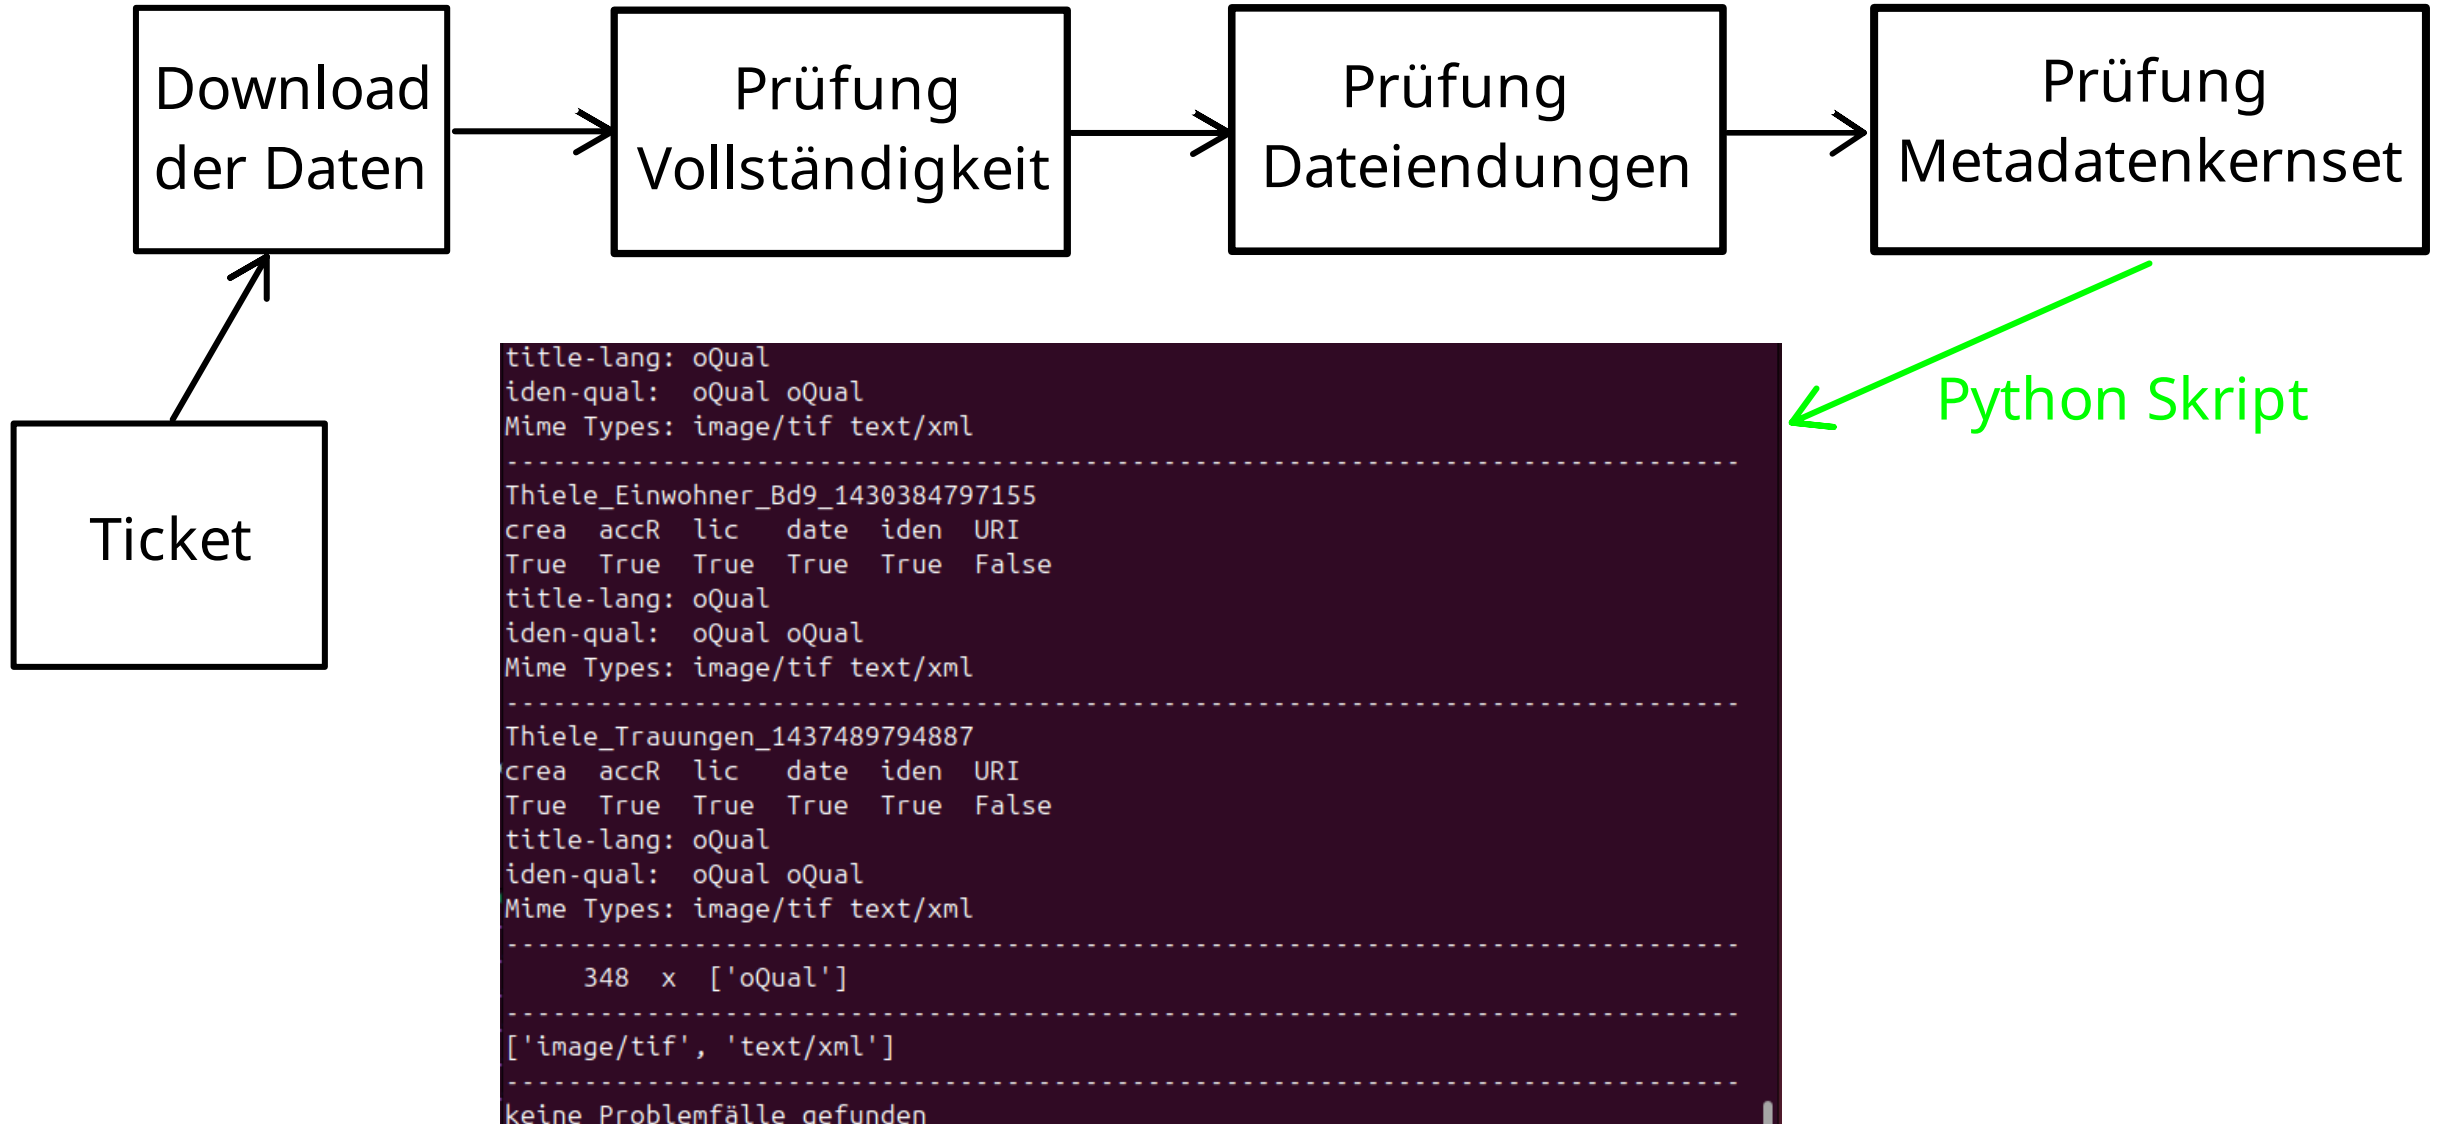 Download
der Daten
Prüfung
Vollständigkeit
Prüfung
Dateiendungen
Prüfung
Metadatenkernset
Ticket
Python Skript
title-lang: oQual
iden-qual:  oQual oQual
Mime Types: image/tif text/xml
-------------------------------------------------------------------------------
Thiele_Einwohner_Bd9_1430384797155
crea  accR  lic   date  iden  URI
True  True  True  True  True  False
title-lang: oQual
iden-qual:  oQual oQual
Mime Types: image/tif text/xml
-------------------------------------------------------------------------------
Thiele_Trauungen_1437489794887
crea  accR  lic   date  iden  URI
True  True  True  True  True  False
title-lang: oQual
iden-qual:  oQual oQual
Mime Types: image/tif text/xml
-------------------------------------------------------------------------------
     348  x  ['oQual']
-------------------------------------------------------------------------------
['image/tif', 'text/xml']
-------------------------------------------------------------------------------
keine Problemfälle gefunden